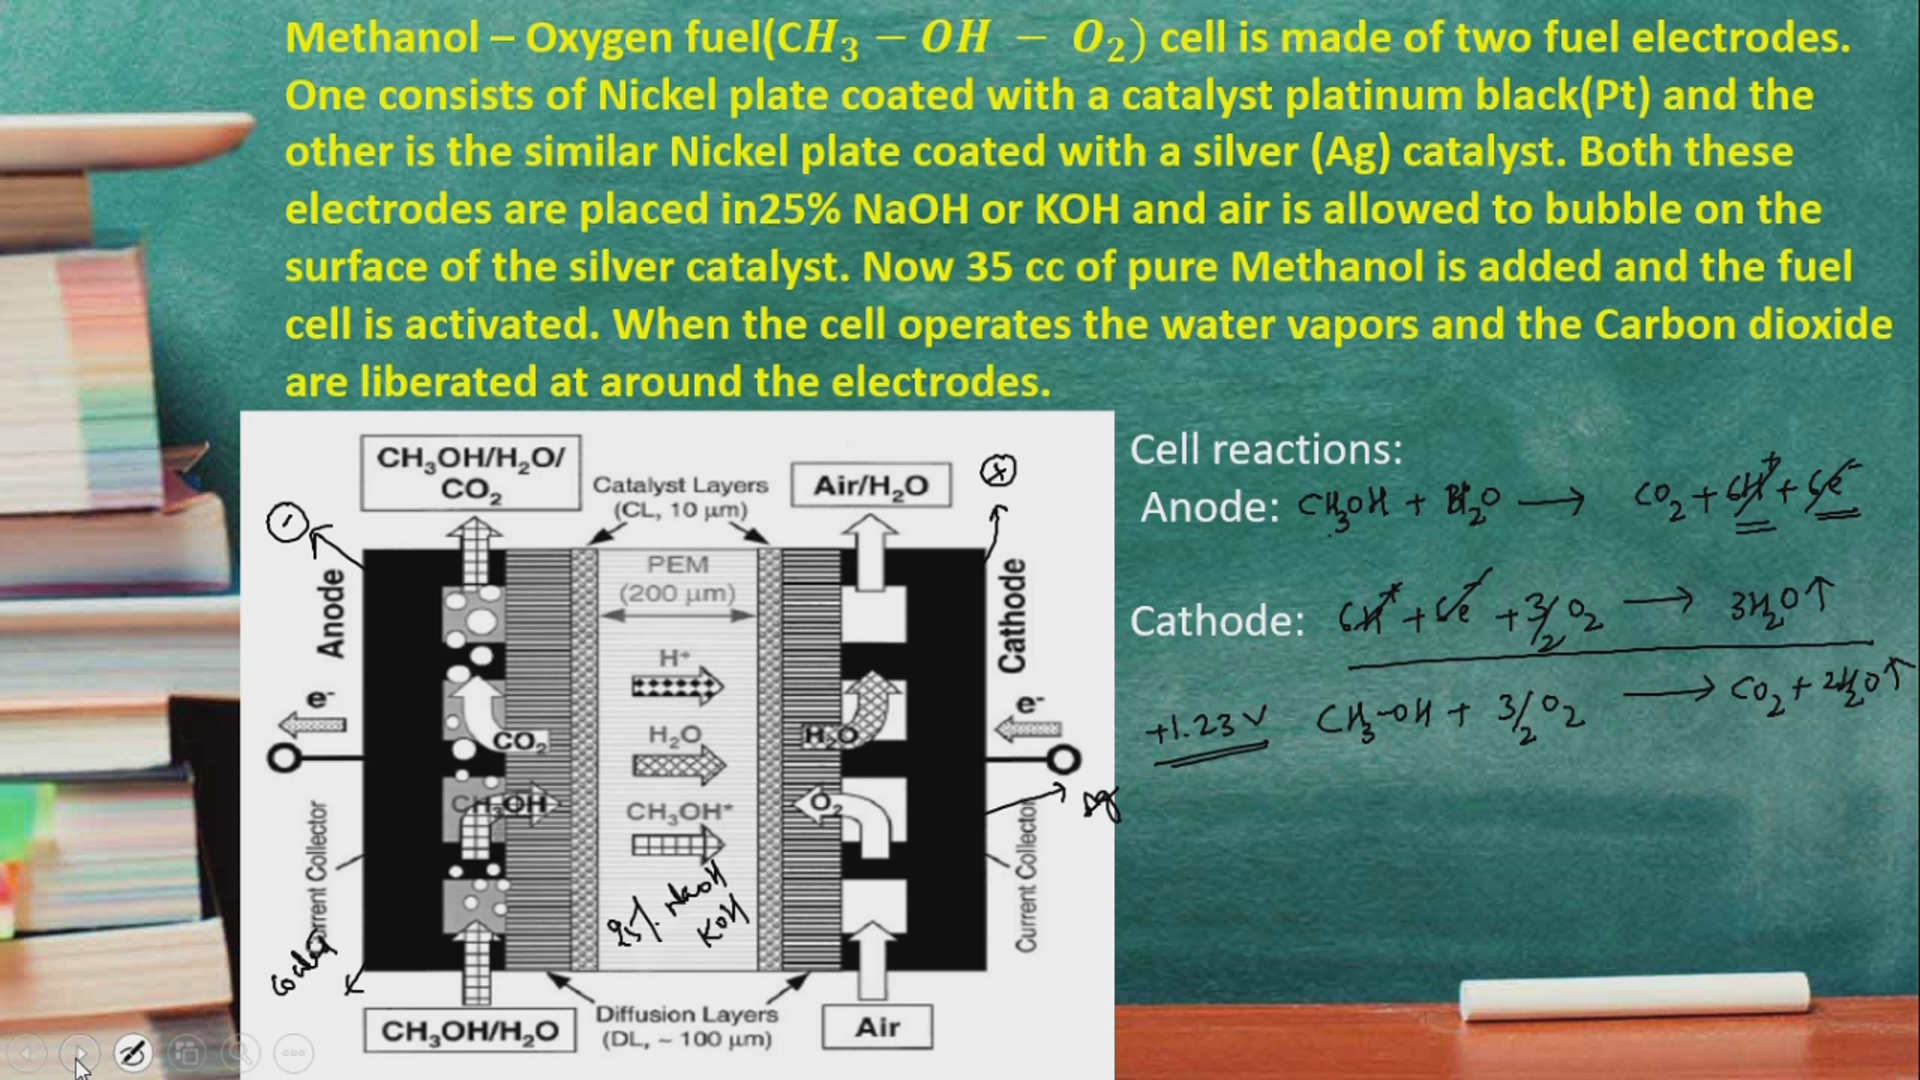 Methanol – Oxygen fuel(CH₃ − OH − O₂) cell is made of two fuel electrodes.
One consists of Nickel plate coated with a catalyst platinum black(Pt) and the
other is the similar Nickel plate coated with a silver (Ag) catalyst. Both these
electrodes are placed in25% NaOH or KOH and air is allowed to bubble on the
surface of the silver catalyst. Now 35 cc of pure Methanol is added and the fuel
cell is activated. When the cell operates the water vapors and the Carbon dioxide
are liberated at around the electrodes.
CH₃OH/H₂O/
CO₂
Catalyst Layers
(CL, 10 μm)
Air/H₂O
(+)
(-)
Anode
PEM
(200 μm)
Cathode
H⁺
e⁻
H₂O
e⁻
CO₂
H₂O
CH₃OH
CH₃OH*
O₂
Ag
Current Collector
Current Collector
25% NaOH
KOH
CH₃OH/H₂O
Diffusion Layers
(DL, ~ 100 μm)
Air
Cell reactions:
Anode: CH₃OH + H₂O → CO₂ + 6H⁺ + 6e⁻
Cathode: 6H⁺ + 6e⁻ + 3/2 O₂ → 3H₂O↑
+1.23 V CH₃-OH + 3/2 O₂ → CO₂ + 2H₂O↑